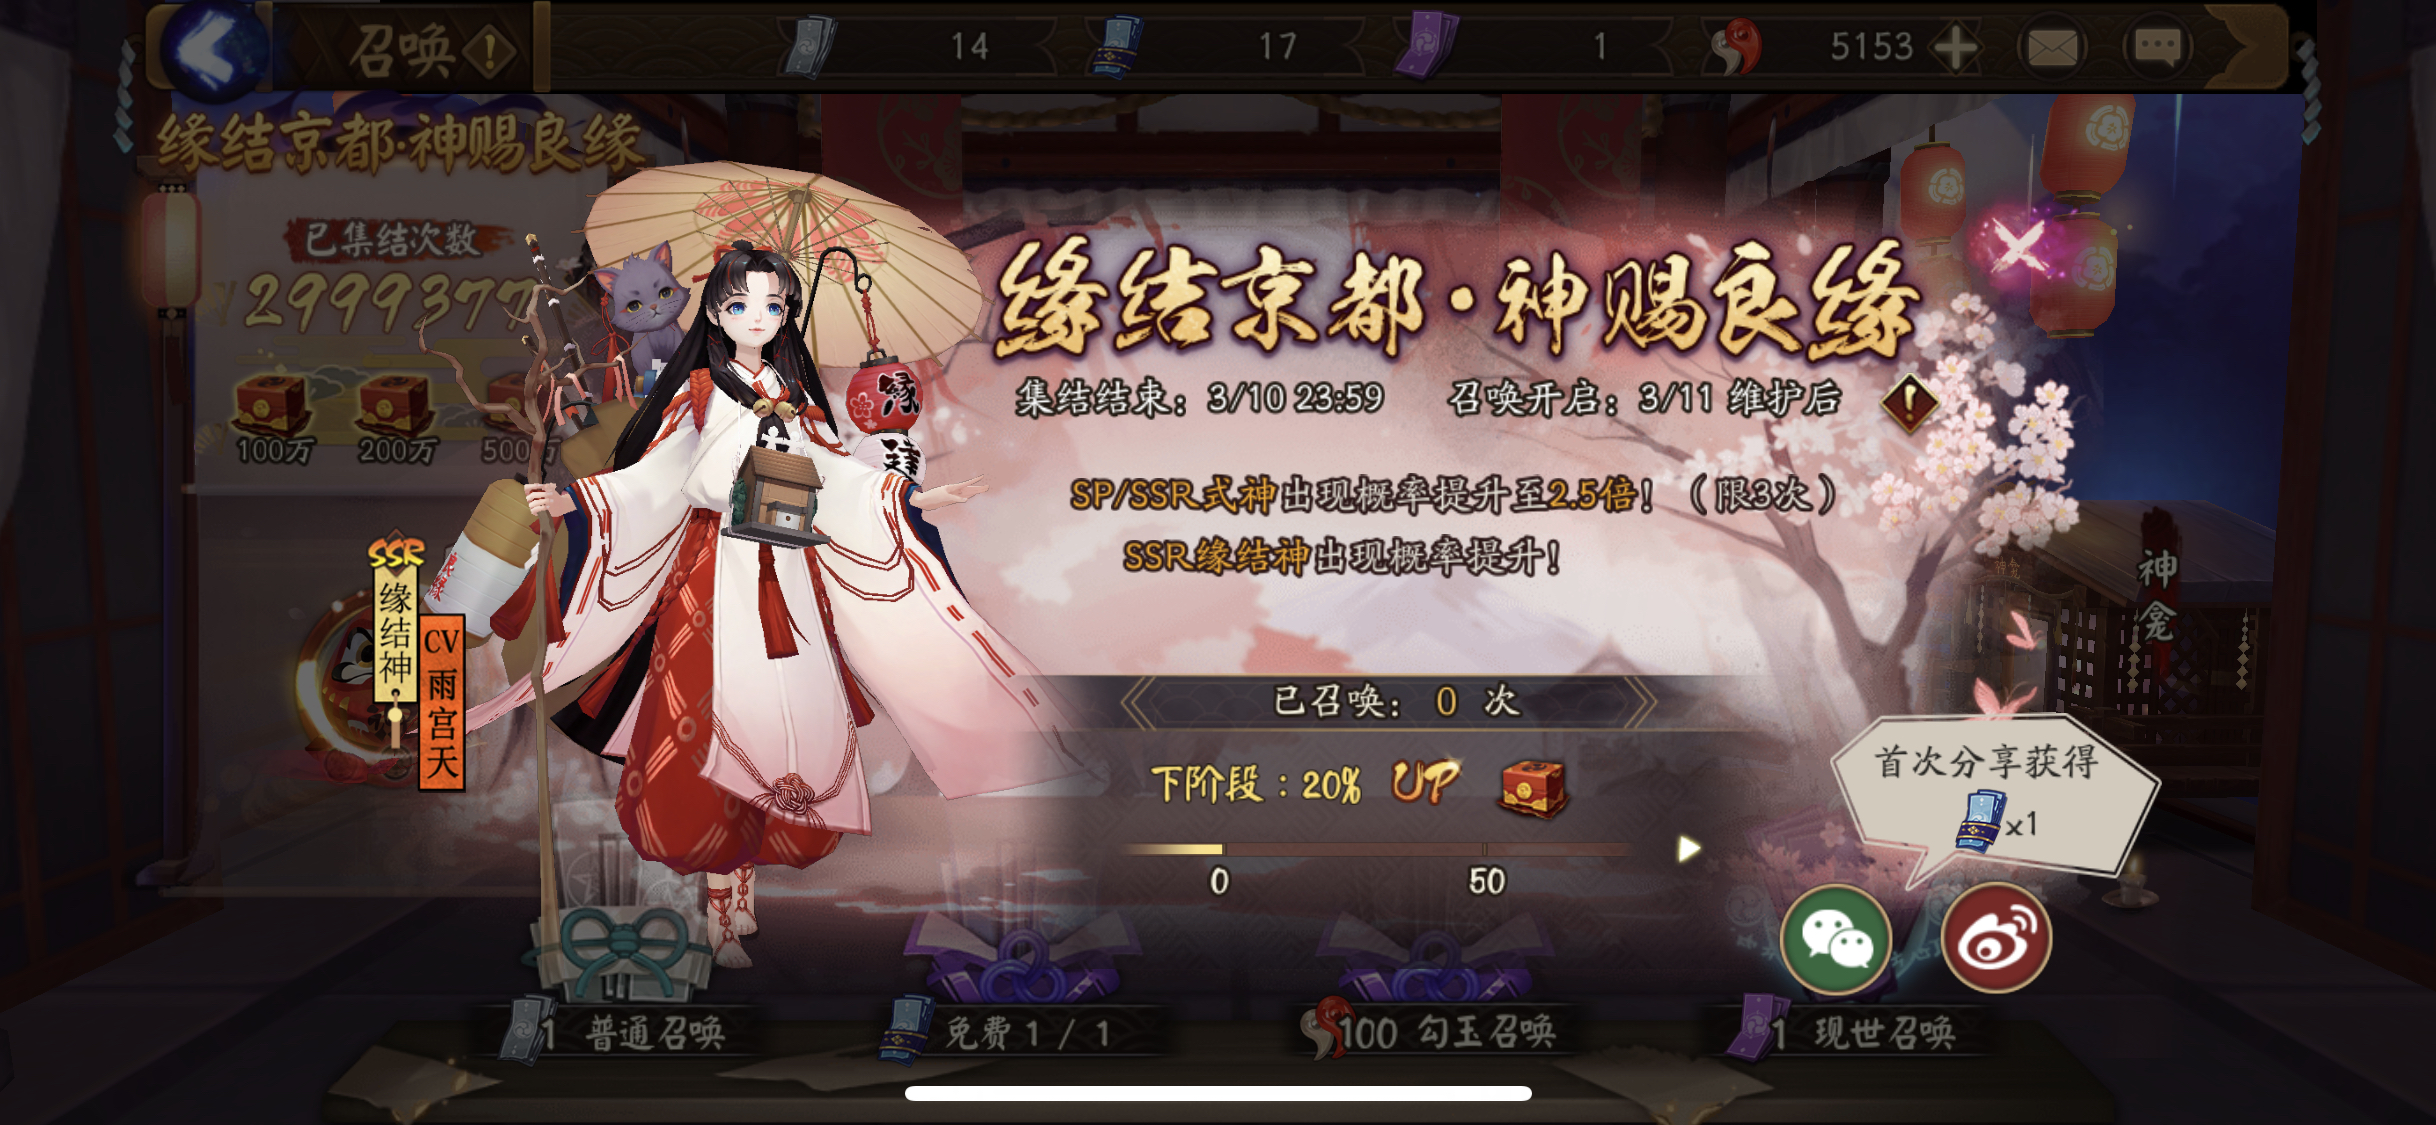 召唤
14
17
1
5153
缘结京都·神赐良缘
已集结次数
2999377
100万
200万
500万
缘
缘结京都·神赐良缘
集结结束：3/10 23:59
召唤开启：3/11 维护后
SP/SSR式神出现概率提升至2.5倍！（限3次）
SSR缘结神出现概率提升！
SSR
缘结神
CV 雨宫天
神龛
已召唤： 0 次
下阶段：20% UP
0
50
首次分享获得
x1
1 普通召唤
免费 1 / 1
100 勾玉召唤
1 现世召唤